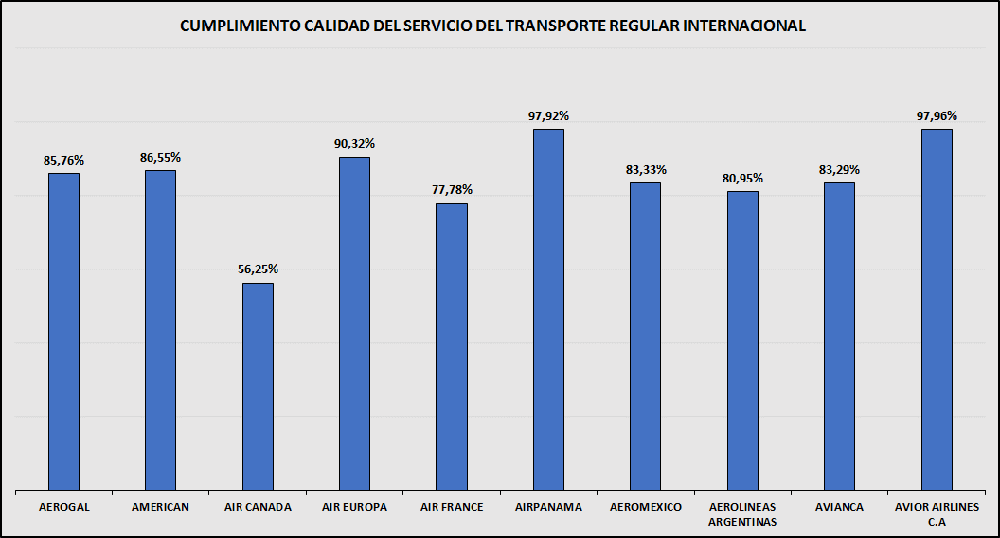 CUMPLIMIENTO CALIDAD DEL SERVICIO DEL TRANSPORTE REGULAR INTERNACIONAL
85,76%
86,55%
56,25%
90,32%
77,78%
97,92%
83,33%
80,95%
83,29%
97,96%
AEROGAL
AMERICAN
AIR CANADA
AIR EUROPA
AIR FRANCE
AIRPANAMA
AEROMEXICO
AEROLINEAS
ARGENTINAS
AVIANCA
AVIOR AIRLINES
C.A